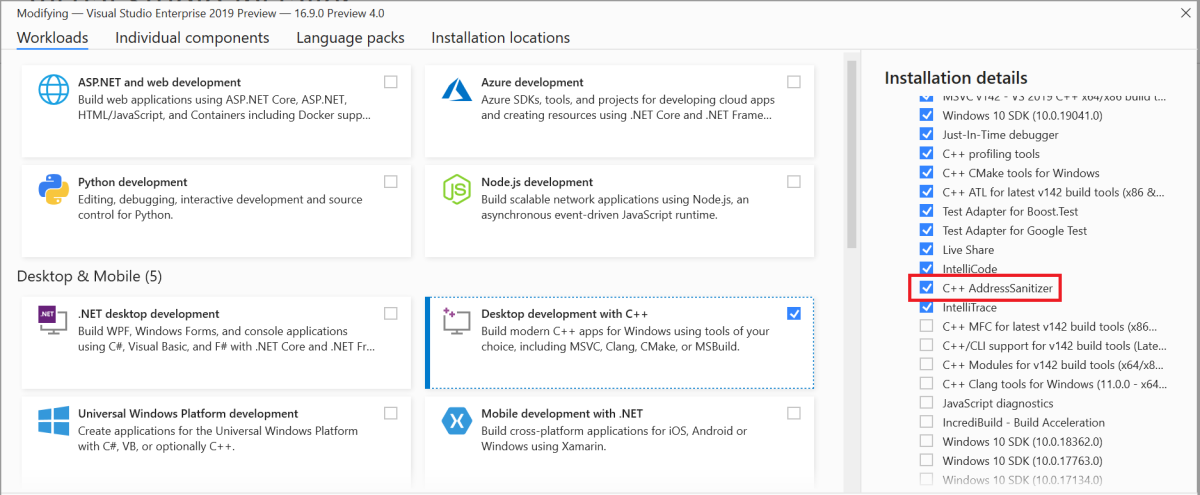 Modifying — Visual Studio Enterprise 2019 Preview — 16.9.0 Preview 4.0
Workloads
Individual components
Language packs
Installation locations
ASP.NET and web development
Build web applications using ASP.NET Core, ASP.NET,
HTML/JavaScript, and Containers including Docker supp...
Azure development
Azure SDKs, tools, and projects for developing cloud apps
and creating resources using .NET Core and .NET Frame...
Python development
Editing, debugging, interactive development and source
control for Python.
Node.js development
Build scalable network applications using Node.js, an
asynchronous event-driven JavaScript runtime.
Desktop & Mobile (5)
.NET
.NET desktop development
Build WPF, Windows Forms, and console applications
using C#, Visual Basic, and F# with .NET Core and .NET Fr...
Desktop development with C++
Build modern C++ apps for Windows using tools of your
choice, including MSVC, Clang, CMake, or MSBuild.
Universal Windows Platform development
Create applications for the Universal Windows Platform
with C#, VB, or optionally C++.
Mobile development with .NET
Build cross-platform applications for iOS, Android or
Windows using Xamarin.
Installation details
MSVC v142 - VS 2019 C++ x64/x86 build t...
Windows 10 SDK (10.0.19041.0)
Just-In-Time debugger
C++ profiling tools
C++ CMake tools for Windows
C++ ATL for latest v142 build tools (x86 &...
Test Adapter for Boost.Test
Test Adapter for Google Test
Live Share
IntelliCode
C++ AddressSanitizer
IntelliTrace
C++ MFC for latest v142 build tools (x86...
C++/CLI support for v142 build tools (Late...
C++ Modules for v142 build tools (x64/x8...
C++ Clang tools for Windows (11.0.0 - x64...
JavaScript diagnostics
IncrediBuild - Build Acceleration
Windows 10 SDK (10.0.18362.0)
Windows 10 SDK (10.0.17763.0)
Windows 10 SDK (10.0.17134.0)